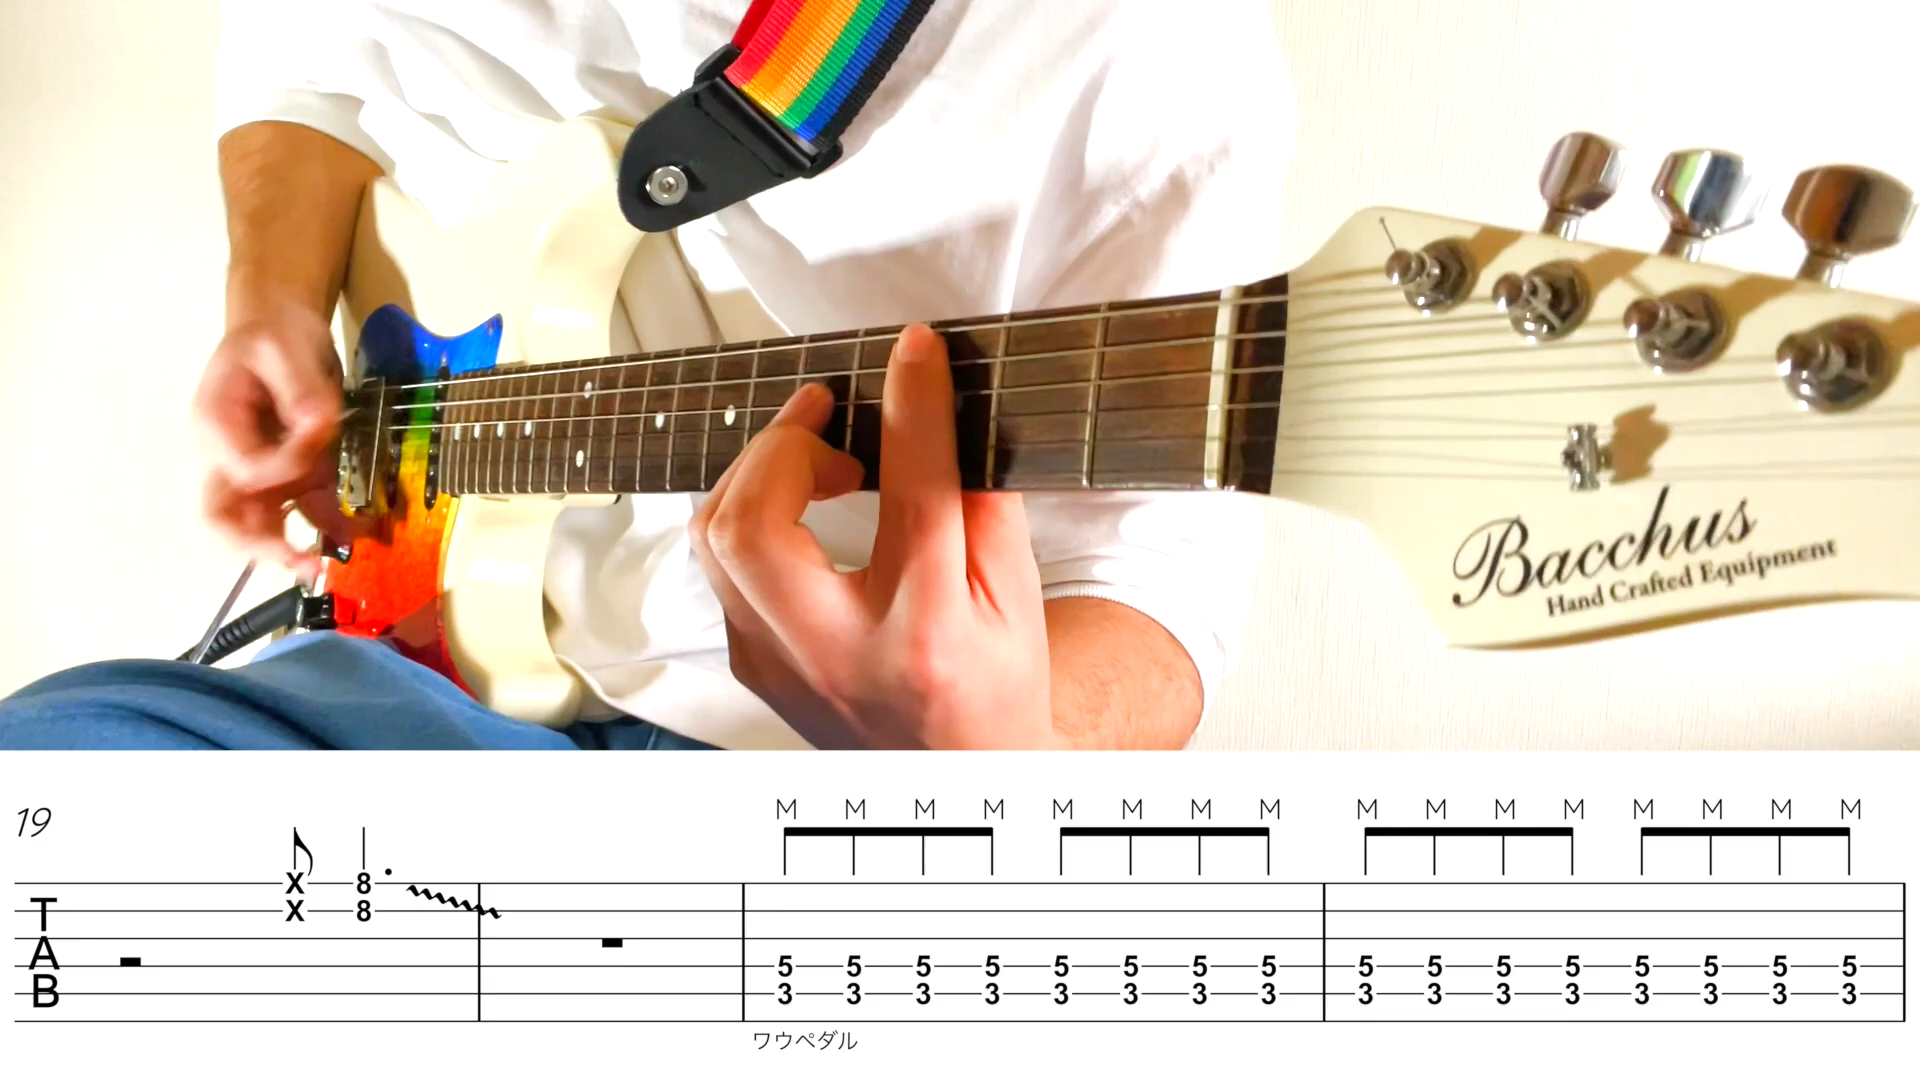 Bacchus
Hand Crafted Equipment
19
M M M M M M M M M M M M M M M M
X 8
X 8
T
A
B
5 5 5 5 5 5 5 5 5 5 5 5 5 5 5 5
3 3 3 3 3 3 3 3 3 3 3 3 3 3 3 3
ワウペダル